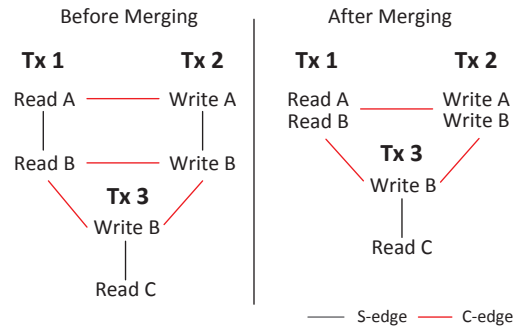 Before Merging
Tx 1 Tx 2
Read A Write A
Read B Write B
Tx 3
Write B
Read C
After Merging
Tx 1 Tx 2
Read A Write A
Read B Write B
Tx 3
Write B
Read C
S-edge C-edge